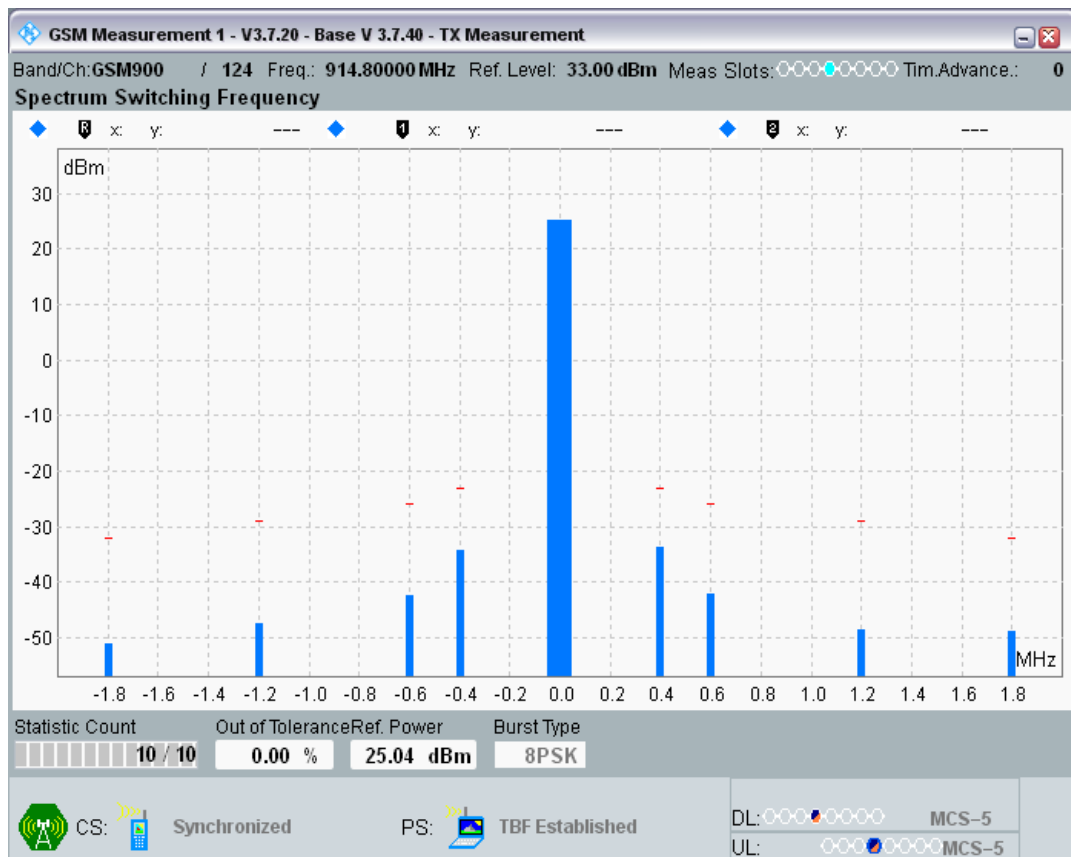 GSM Measurement 1 - V3.7.20 - Base V 3.7.40 - TX Measurement
Band/Ch:GSM900 / 124 Freq.: 914.80000 MHz Ref. Level: 33.00 dBm Meas Slots: Tim.Advance.: 0
Spectrum Switching Frequency
R x: y: --- 1 x: y: --- 2 x: y: ---
dBm
30
20
10
0
-10
-20
-30
-40
-50
MHz
-1.8 -1.6 -1.4 -1.2 -1.0 -0.8 -0.6 -0.4 -0.2 0.0 0.2 0.4 0.6 0.8 1.0 1.2 1.4 1.6 1.8
Statistic Count Out of Tolerance Ref. Power Burst Type
10 / 10 0.00 % 25.04 dBm 8PSK
CS: Synchronized PS: TBF Established DL: MCS-5
UL: MCS-5